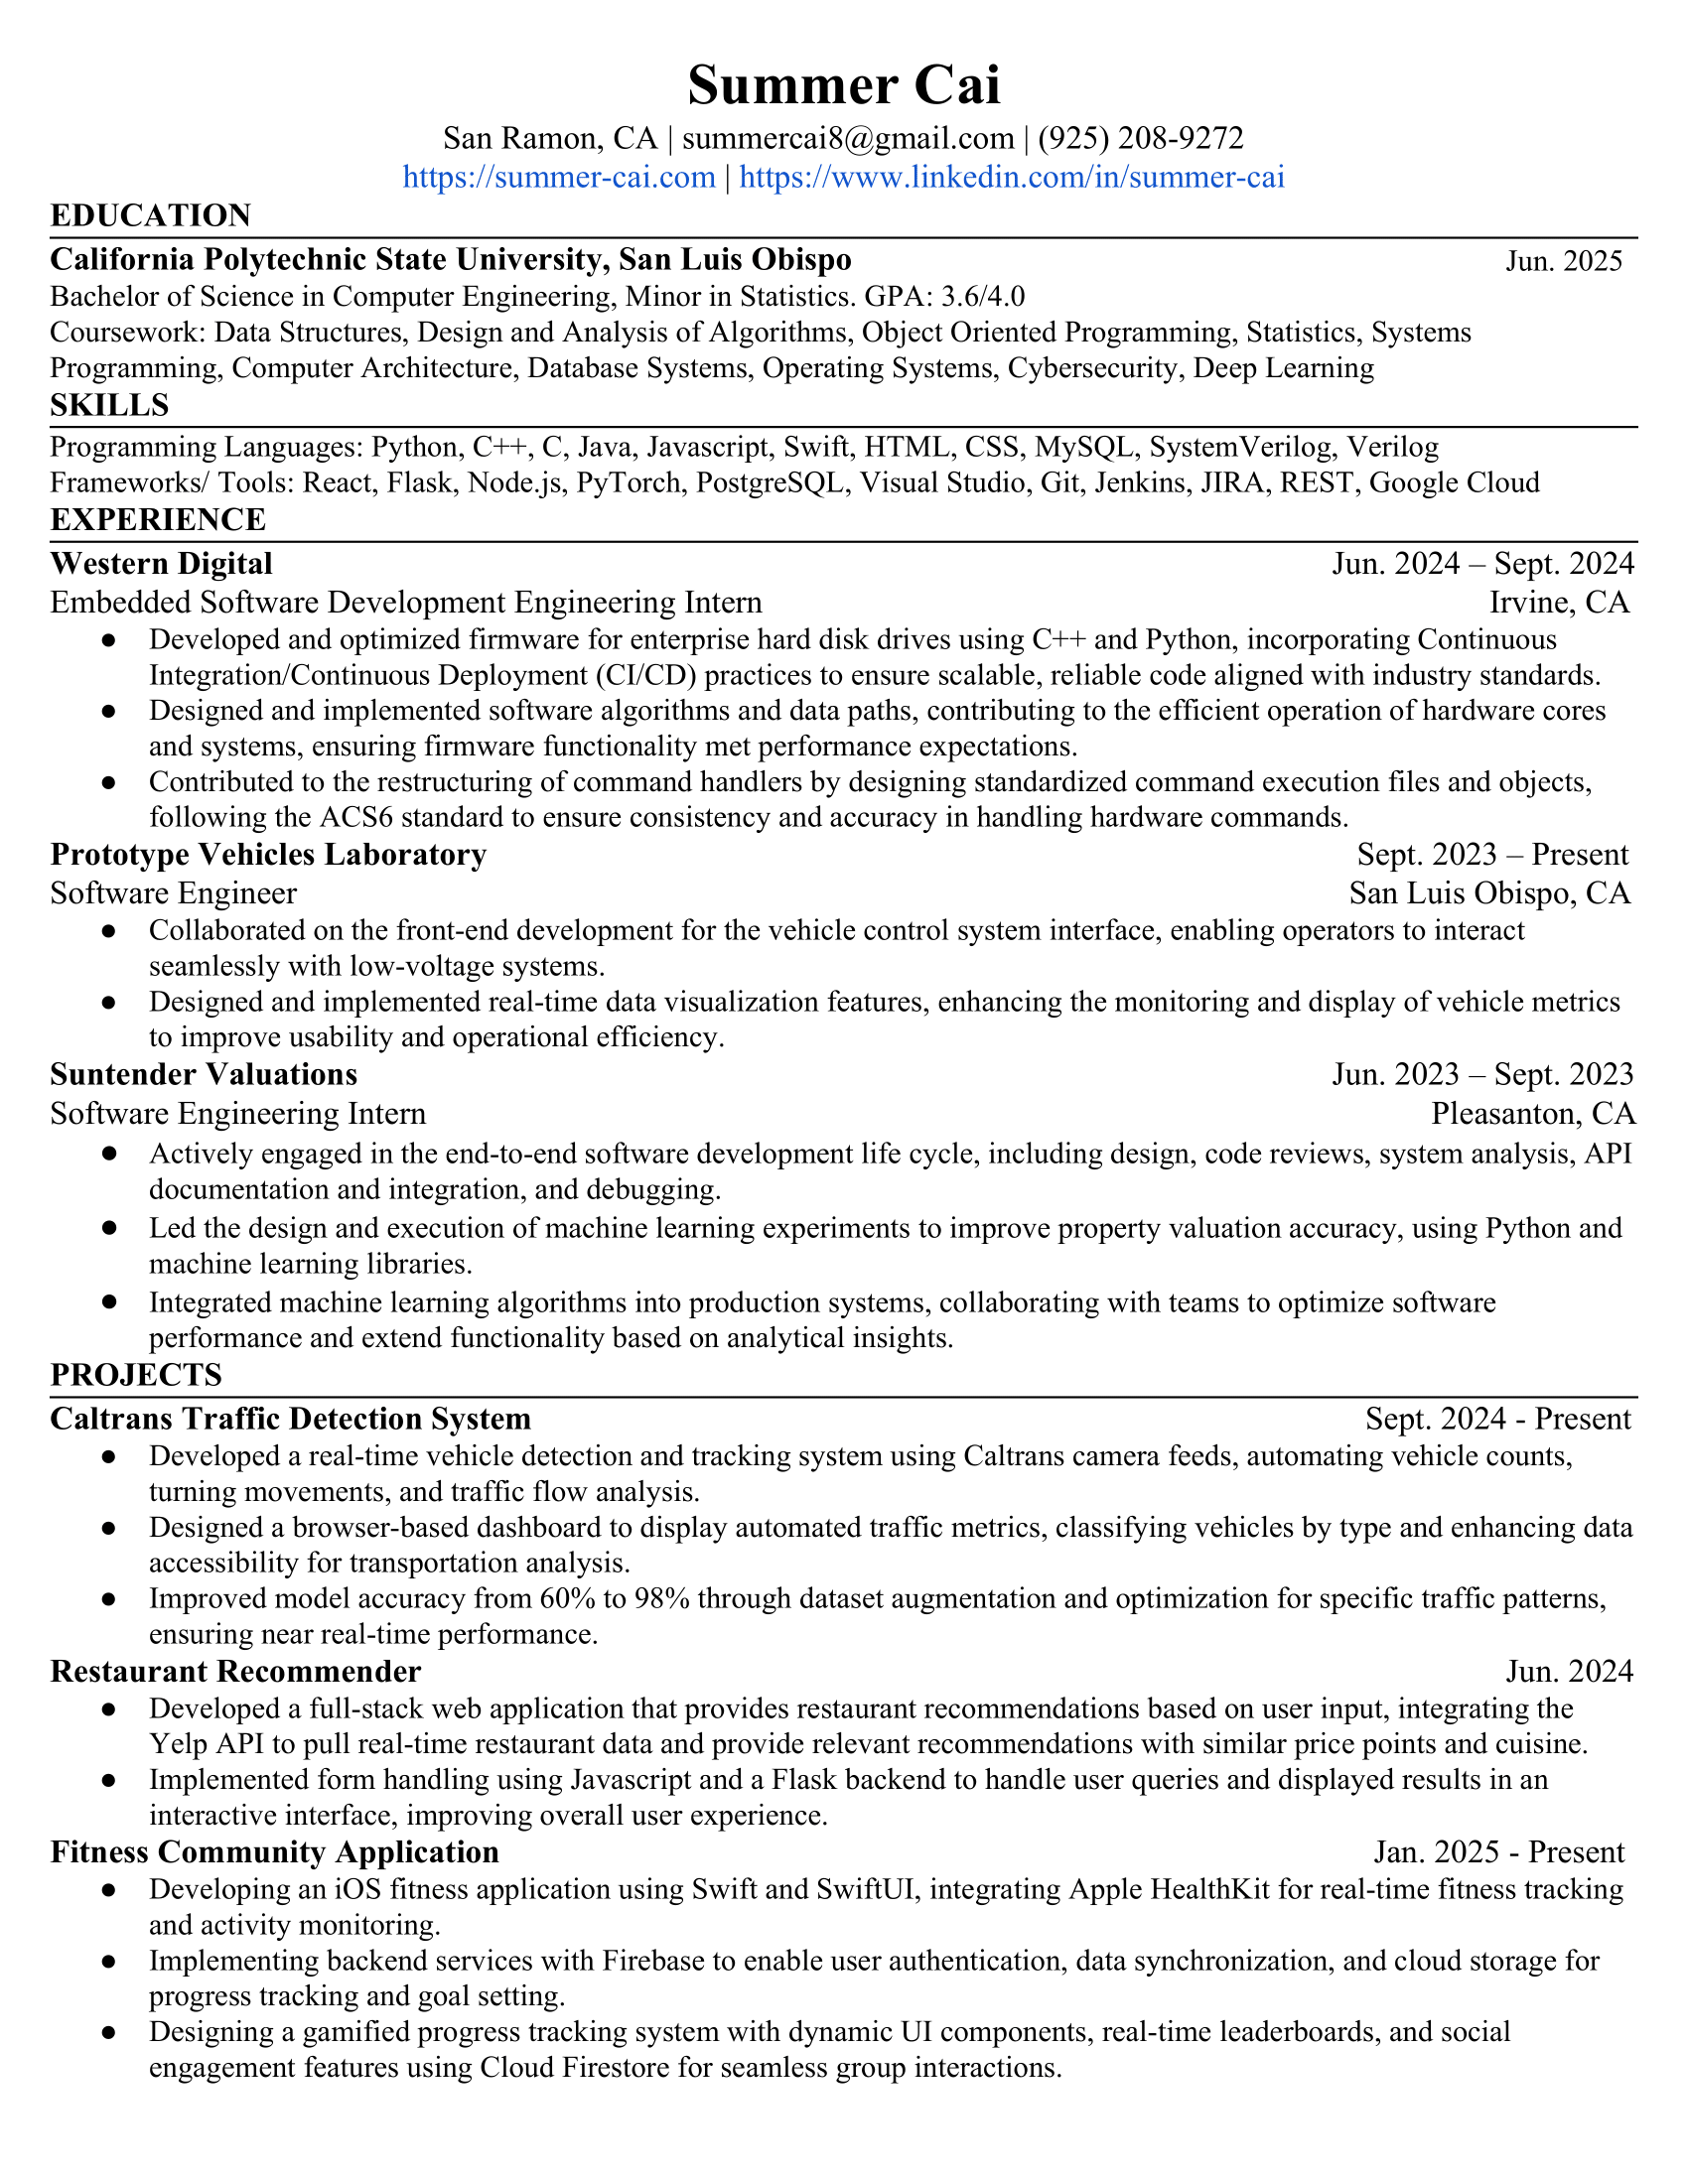 Summer Cai
San Ramon, CA | summercai8@gmail.com | (925) 208-9272
https://summer-cai.com | https://www.linkedin.com/in/summer-cai
EDUCATION
California Polytechnic State University, San Luis Obispo Jun. 2025
Bachelor of Science in Computer Engineering, Minor in Statistics. GPA: 3.6/4.0
Coursework: Data Structures, Design and Analysis of Algorithms, Object Oriented Programming, Statistics, Systems
Programming, Computer Architecture, Database Systems, Operating Systems, Cybersecurity, Deep Learning
SKILLS
Programming Languages: Python, C++, C, Java, Javascript, Swift, HTML, CSS, MySQL, SystemVerilog, Verilog
Frameworks/ Tools: React, Flask, Node.js, PyTorch, PostgreSQL, Visual Studio, Git, Jenkins, JIRA, REST, Google Cloud
EXPERIENCE
Western Digital Jun. 2024 – Sept. 2024
Embedded Software Development Engineering Intern Irvine, CA
● Developed and optimized firmware for enterprise hard disk drives using C++ and Python, incorporating Continuous
Integration/Continuous Deployment (CI/CD) practices to ensure scalable, reliable code aligned with industry standards.
● Designed and implemented software algorithms and data paths, contributing to the efficient operation of hardware cores
and systems, ensuring firmware functionality met performance expectations.
● Contributed to the restructuring of command handlers by designing standardized command execution files and objects,
following the ACS6 standard to ensure consistency and accuracy in handling hardware commands.
Prototype Vehicles Laboratory Sept. 2023 – Present
Software Engineer San Luis Obispo, CA
● Collaborated on the front-end development for the vehicle control system interface, enabling operators to interact
seamlessly with low-voltage systems.
● Designed and implemented real-time data visualization features, enhancing the monitoring and display of vehicle metrics
to improve usability and operational efficiency.
Suntender Valuations Jun. 2023 – Sept. 2023
Software Engineering Intern Pleasanton, CA
● Actively engaged in the end-to-end software development life cycle, including design, code reviews, system analysis, API
documentation and integration, and debugging.
● Led the design and execution of machine learning experiments to improve property valuation accuracy, using Python and
machine learning libraries.
● Integrated machine learning algorithms into production systems, collaborating with teams to optimize software
performance and extend functionality based on analytical insights.
PROJECTS
Caltrans Traffic Detection System Sept. 2024 - Present
● Developed a real-time vehicle detection and tracking system using Caltrans camera feeds, automating vehicle counts,
turning movements, and traffic flow analysis.
● Designed a browser-based dashboard to display automated traffic metrics, classifying vehicles by type and enhancing data
accessibility for transportation analysis.
● Improved model accuracy from 60% to 98% through dataset augmentation and optimization for specific traffic patterns,
ensuring near real-time performance.
Restaurant Recommender Jun. 2024
● Developed a full-stack web application that provides restaurant recommendations based on user input, integrating the
Yelp API to pull real-time restaurant data and provide relevant recommendations with similar price points and cuisine.
● Implemented form handling using Javascript and a Flask backend to handle user queries and displayed results in an
interactive interface, improving overall user experience.
Fitness Community Application Jan. 2025 - Present
● Developing an iOS fitness application using Swift and SwiftUI, integrating Apple HealthKit for real-time fitness tracking
and activity monitoring.
● Implementing backend services with Firebase to enable user authentication, data synchronization, and cloud storage for
progress tracking and goal setting.
● Designing a gamified progress tracking system with dynamic UI components, real-time leaderboards, and social
engagement features using Cloud Firestore for seamless group interactions.